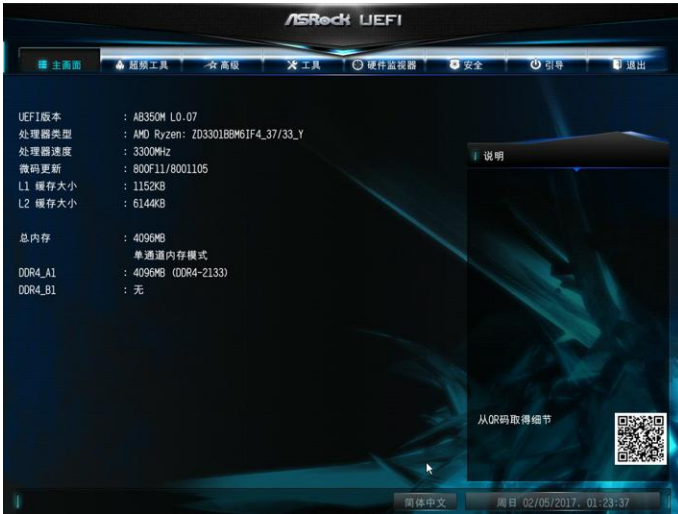 ASRock UEFI
主画面 超频工具 高级 工具 硬件监视器 安全 引导 退出
UEFI版本 : AB350M L0.07
处理器类型 : AMD Ryzen: ZD3301BBM6IF4_37/33_Y
处理器速度 : 3300MHz
微码更新 : 800F11/8001105
L1 缓存大小 : 1152KB
L2 缓存大小 : 6144KB
总内存 : 4096MB
单通道内存模式
DDR4_A1 : 4096MB (DDR4-2133)
DDR4_B1 : 无
说明
从QR码取得细节
简体中文 周日 02/05/2017, 01:23:37